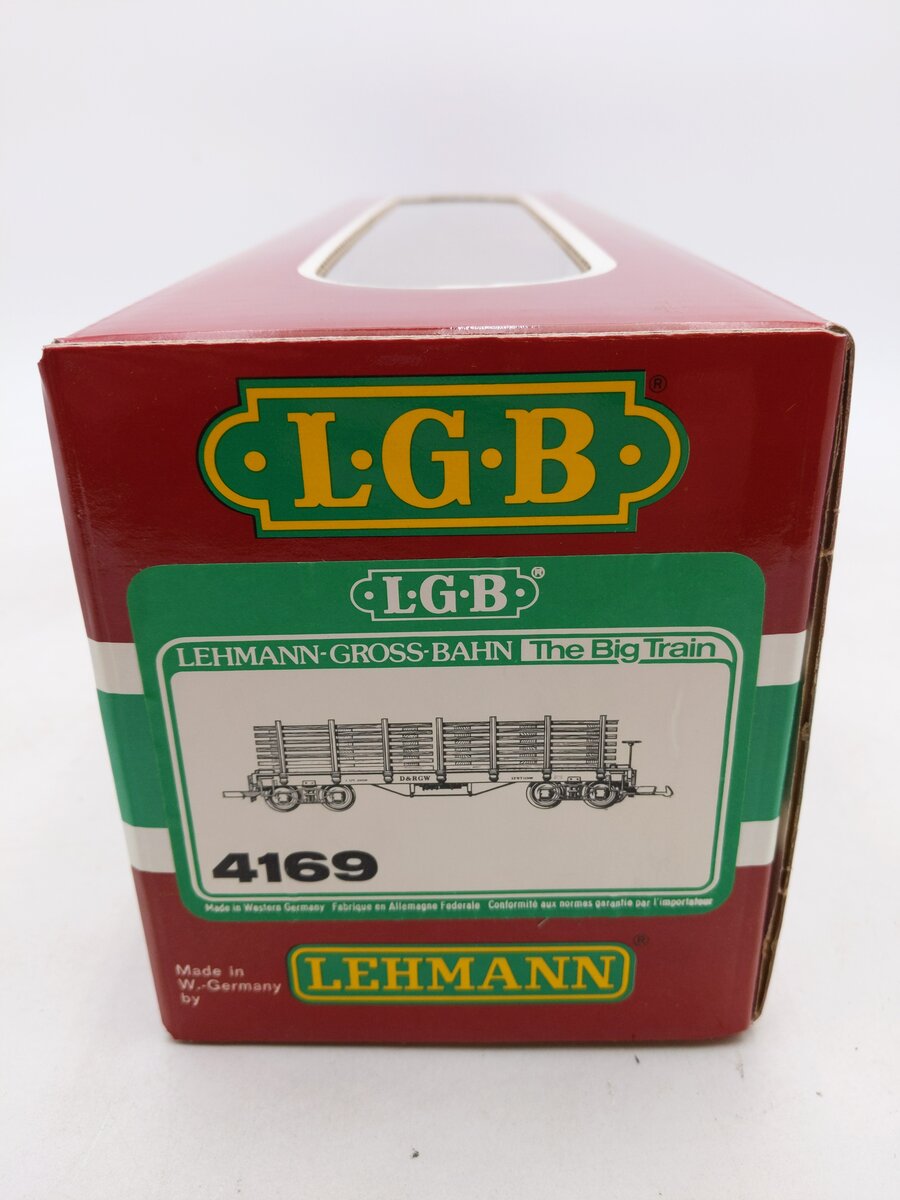 L·G·B ®
L·G·B ®
LEHMANN-GROSS-BAHN The Big Train
D&RGW
4169
Made in Western Germany Fabrique en Allemagne Federale Conformité aux normes garantie par l'importateur
Made in
W.-Germany
by
LEHMANN ®